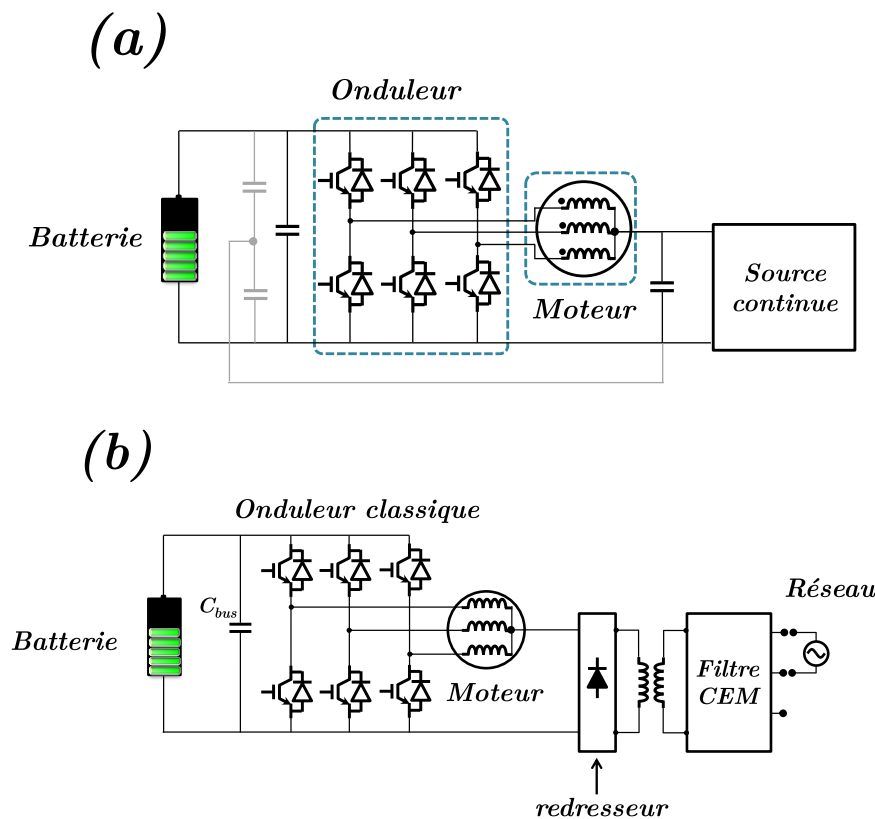 (a)
Onduleur
Batterie
Moteur
Source
continue
(b)
Onduleur classique
Réseau
C_bus
Batterie
Moteur
Filtre
CEM
redresseur